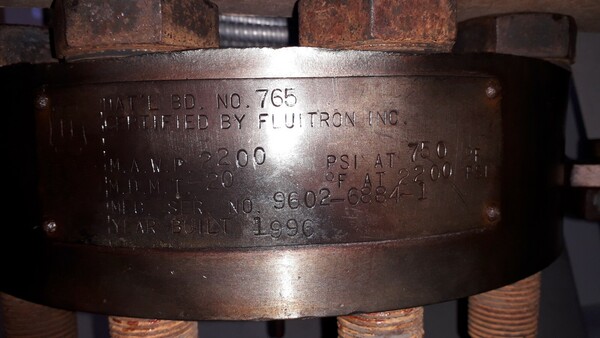 NAT'L BD. NO. 765
CERTIFIED BY FLUITRON INC.
M.A.W.P. 2200 PSI AT 750 °F
M.D.M.T. -20 °F AT 2200 PSI
MFG. SER. NO. 9602-6884-1
YEAR BUILT 1996